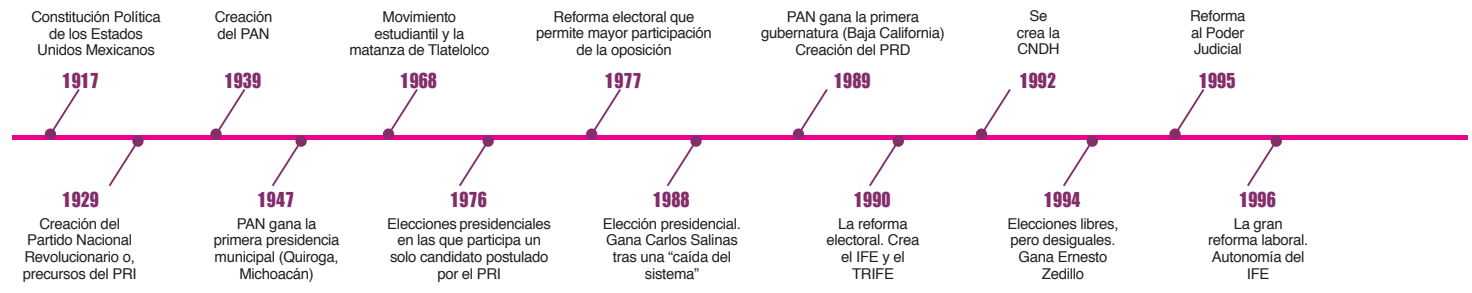 Constitución Política
de los Estados
Unidos Mexicanos
1917
Creación
del PAN
1939
Movimiento
estudiantil y la
matanza de Tlatelolco
1968
Reforma electoral que
permite mayor participación
de la oposición
1977
PAN gana la primera
gubernatura (Baja California)
Creación del PRD
1989
Se
crea la
CNDH
1992
Reforma
al Poder
Judicial
1995
1929
Creación del
Partido Nacional
Revolucionario o,
precursos del PRI
1947
PAN gana la
primera presidencia
municipal (Quiroga,
Michoacán)
1976
Elecciones presidenciales
en las que participa un
solo candidato postulado
por el PRI
1988
Elección presidencial.
Gana Carlos Salinas
tras una “caída del
sistema”
1990
La reforma
electoral. Crea
el IFE y el
TRIFE
1994
Elecciones libres,
pero desiguales.
Gana Ernesto
Zedillo
1996
La gran
reforma laboral.
Autonomía del
IFE